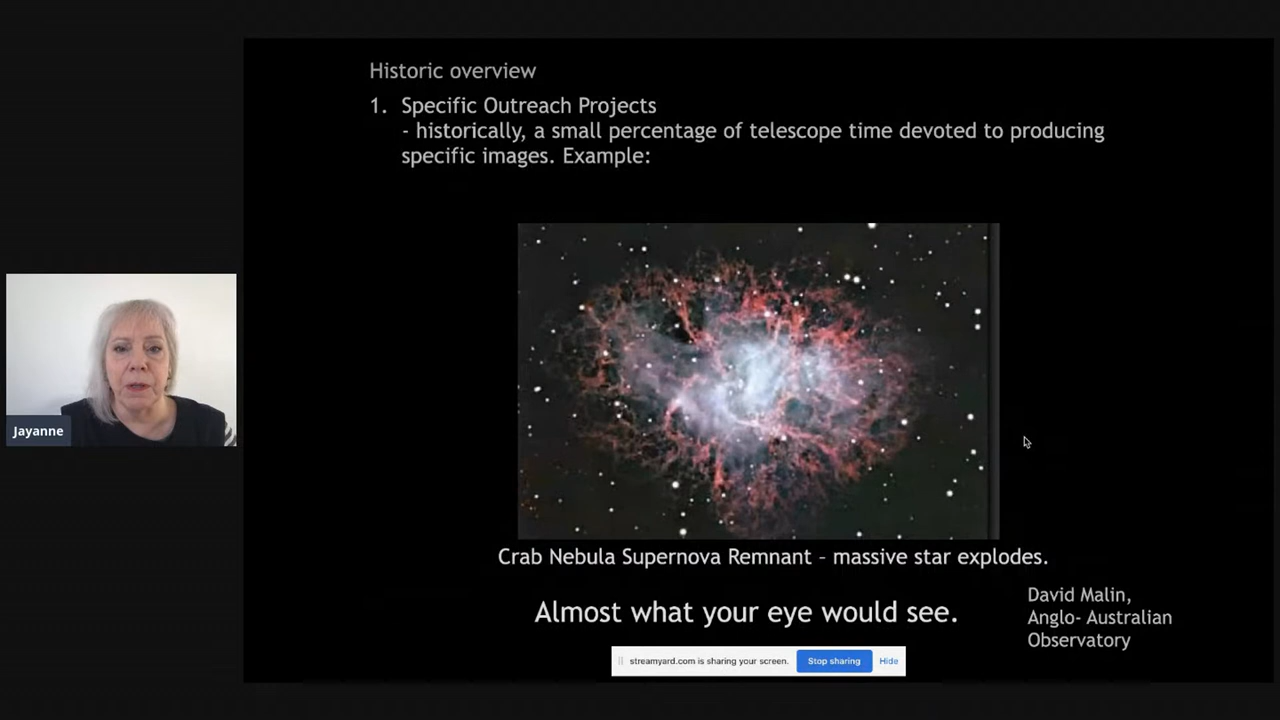 Historic overview
1. Specific Outreach Projects
- historically, a small percentage of telescope time devoted to producing
specific images. Example:
Jayanne
Crab Nebula Supernova Remnant – massive star explodes.
Almost what your eye would see.
David Malin,
Anglo- Australian
Observatory
streamyard.com is sharing your screen. Stop sharing Hide